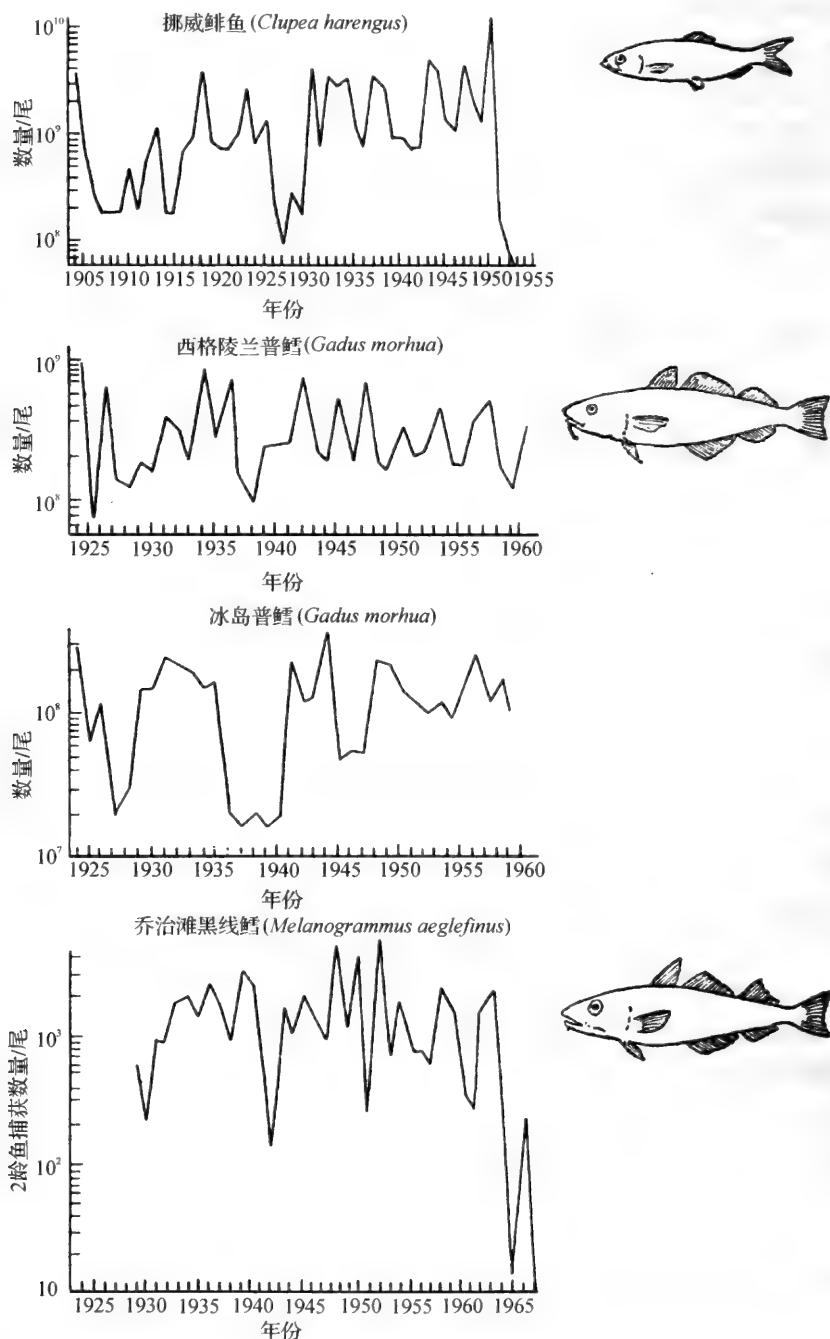 挪威鲱鱼 (Clupea harengus)
10¹⁰
10⁹
10⁸
数量/尾
1905 1910 1915 1920 1925 1930 1935 1940 1945 1950 1955
年份
西格陵兰普鳕(Gadus morhua)
10⁹
10⁸
数量/尾
1925 1930 1935 1940 1945 1950 1955 1960
年份
冰岛普鳕(Gadus morhua)
10⁸
10⁷
数量/尾
1925 1930 1935 1940 1945 1950 1955 1960
年份
乔治滩黑线鳕(Melanogrammus aeglefinus)
10³
10²
10
2龄鱼捕获数量/尾
1925 1930 1935 1940 1945 1950 1955 1960 1965
年份